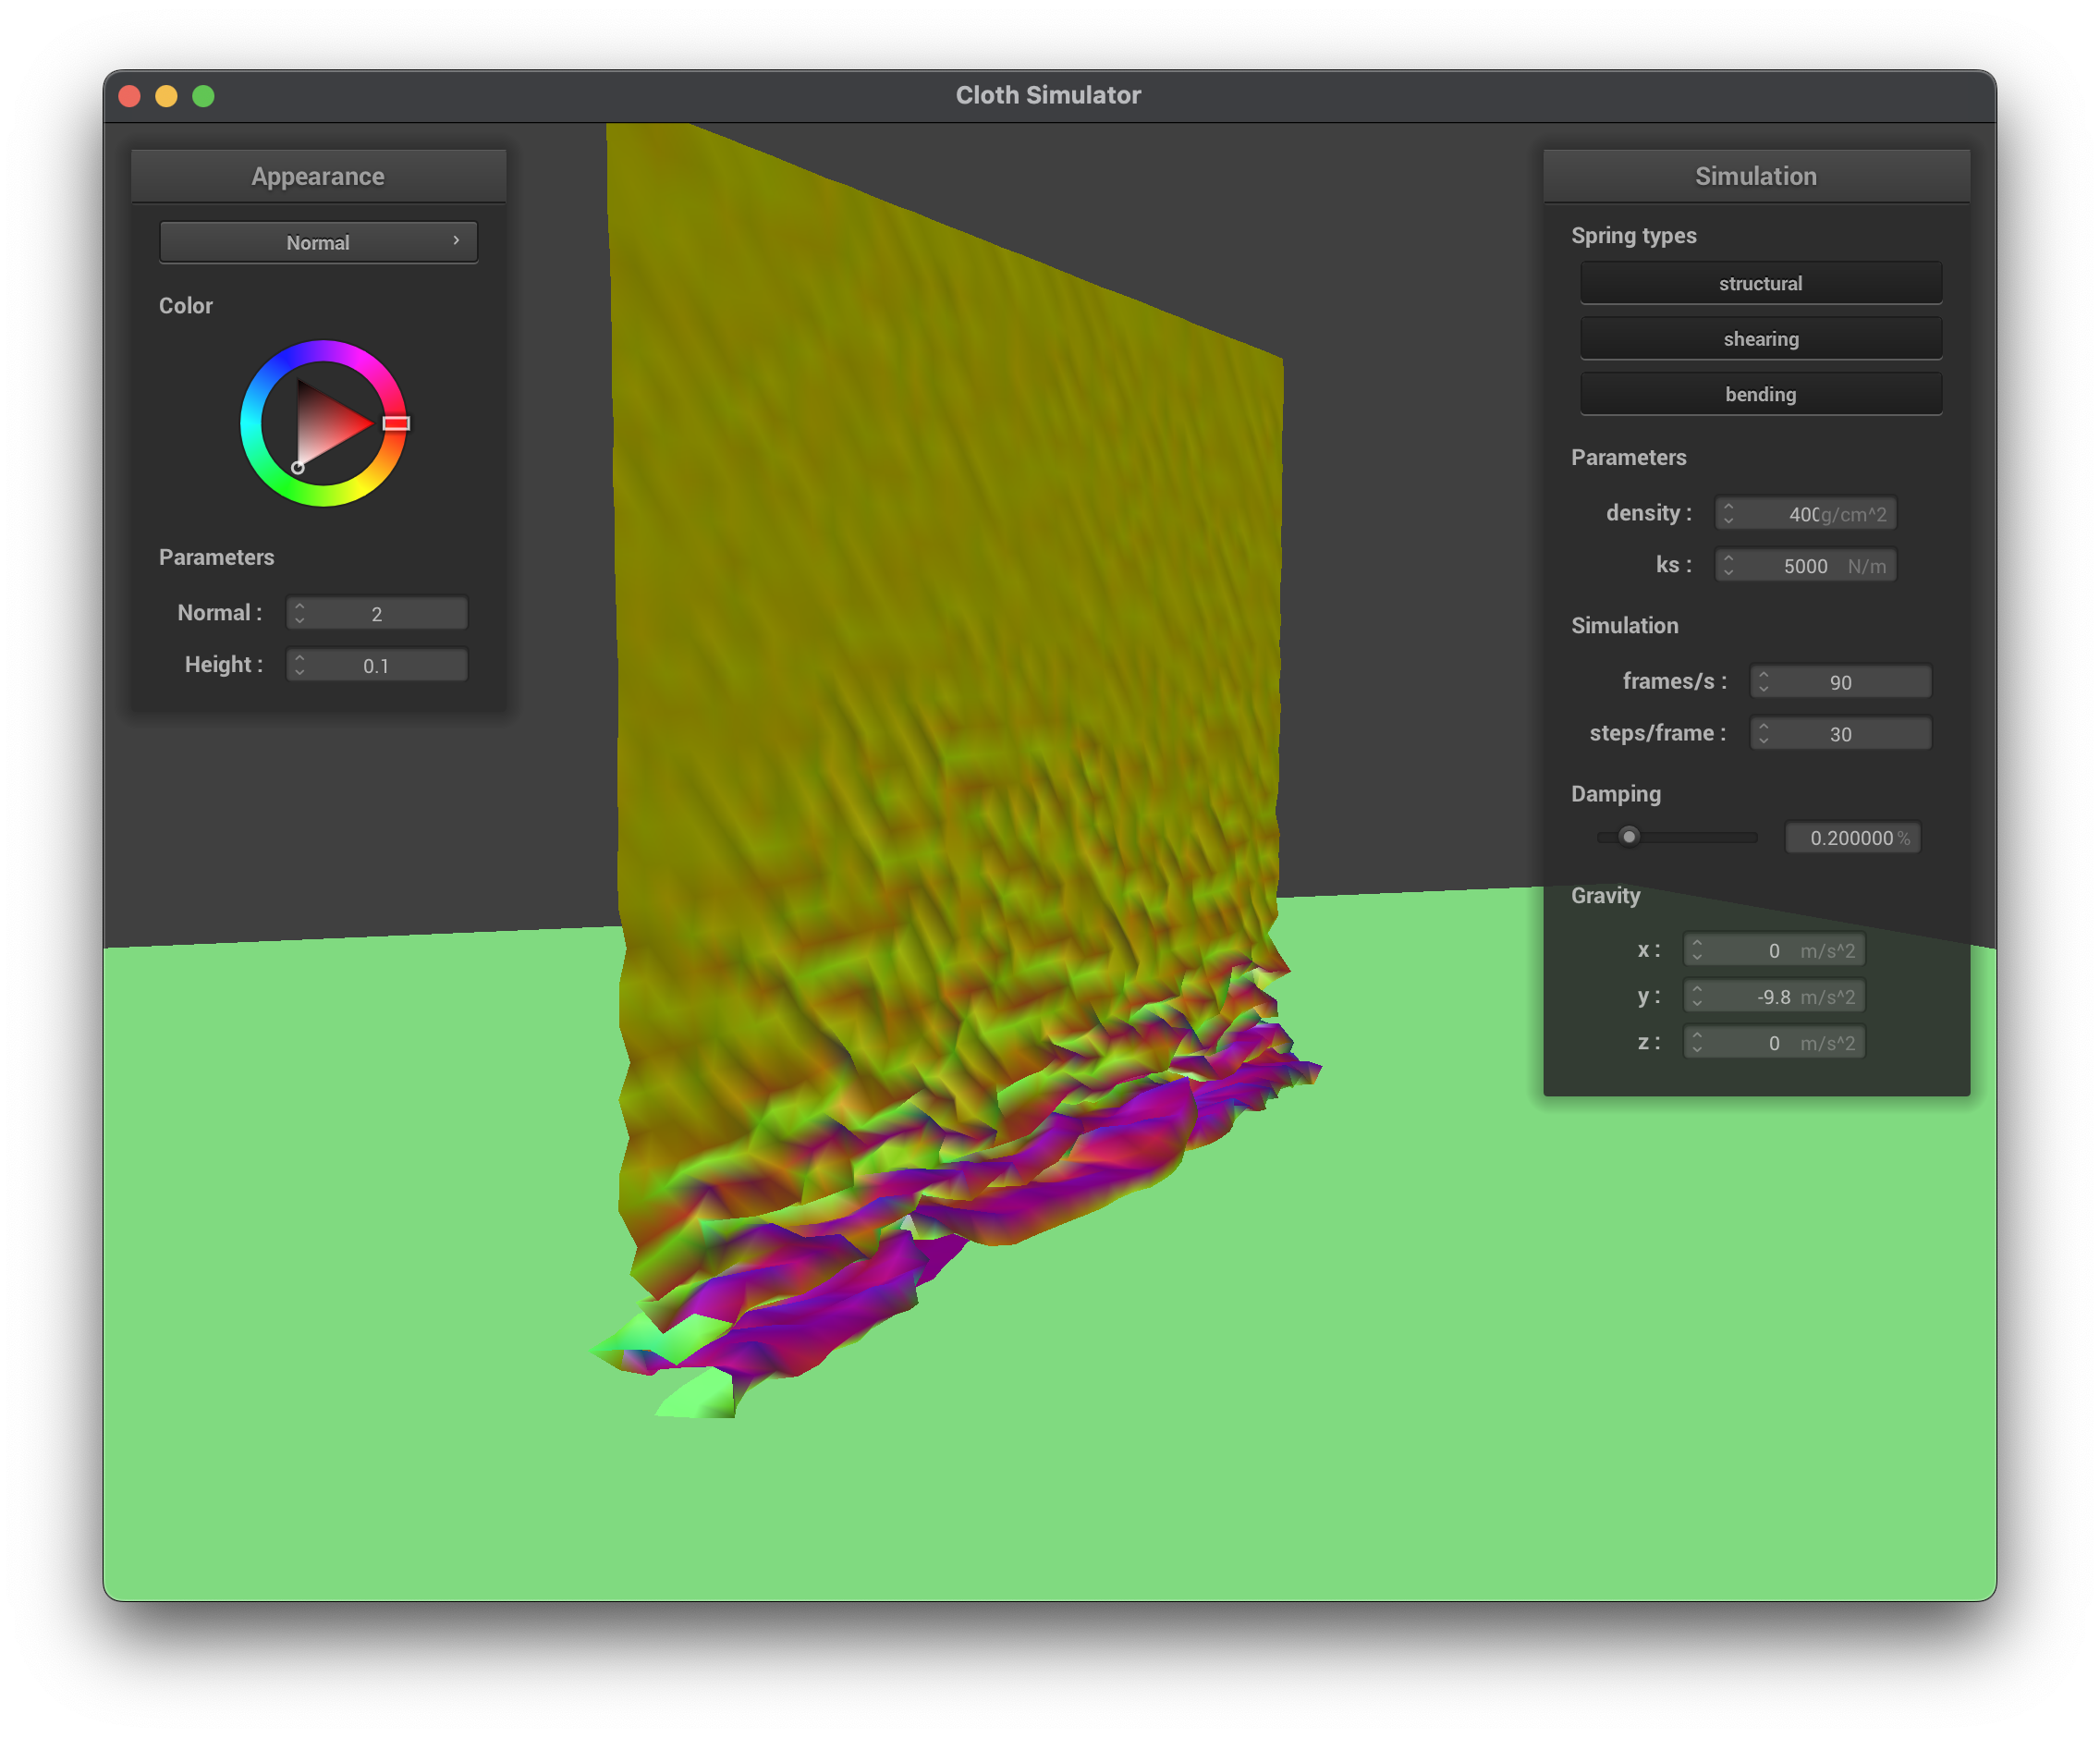 Cloth Simulator
Appearance
Normal
Color
Parameters
Normal : 2
Height : 0.1
Simulation
Spring types
structural
shearing
bending
Parameters
density : 400 g/cm^2
ks : 5000 N/m
Simulation
frames/s : 90
steps/frame : 30
Damping
0.200000 %
Gravity
x : 0 m/s^2
y : -9.8 m/s^2
z : 0 m/s^2